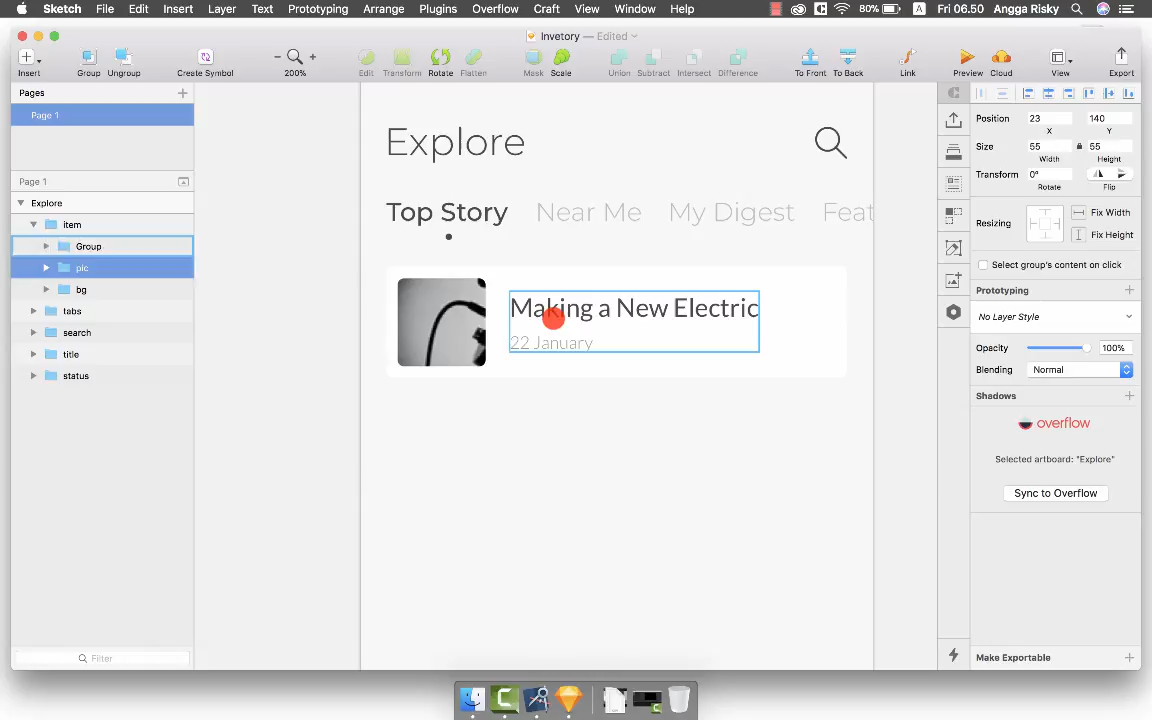 Sketch File Edit Insert Layer Text Prototyping Arrange Plugins Overflow Craft View Window Help 80% A Fri 06.50 Angga Risky
Invetory — Edited
Insert Group Ungroup Create Symbol 200% Edit Transform Rotate Flatten Mask Scale Union Subtract Intersect Difference To Front To Back Link Preview Cloud View Export
Pages
Page 1
Page 1
Explore
item
Group
pic
bg
tabs
search
title
status
Filter
Explore
Top Story Near Me My Digest Feat
Making a New Electric
22 January
Position 23 140
X Y
Size 55 55
Width Height
Transform 0°
Rotate Flip
Resizing Fix Width
Fix Height
Select group's content on click
Prototyping
No Layer Style
Opacity 100%
Blending Normal
Shadows
overflow
Selected artboard: "Explore"
Sync to Overflow
Make Exportable